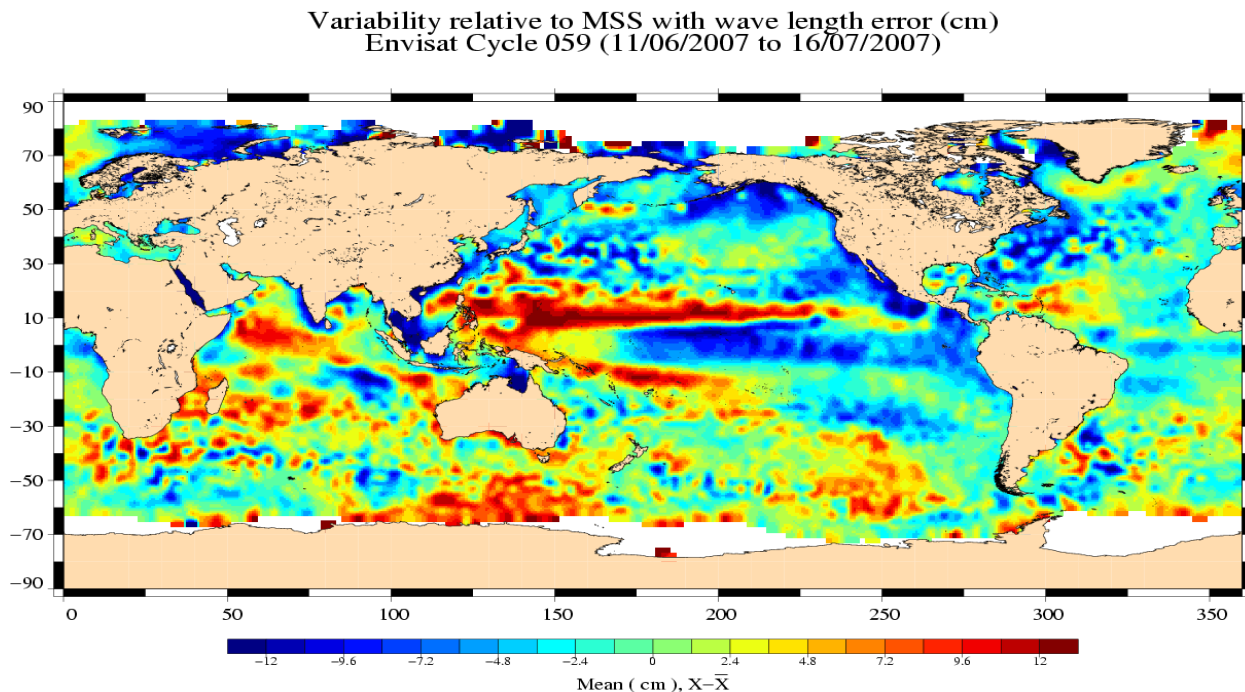 Variability relative to MSS with wave length error (cm)
Envisat Cycle 059 (11/06/2007 to 16/07/2007)
90
70
50
30
10
−10
−30
−50
−70
−90
0 50 100 150 200 250 300 350
−12 −9.6 −7.2 −4.8 −2.4 0 2.4 4.8 7.2 9.6 12
Mean ( cm ), X−X̅